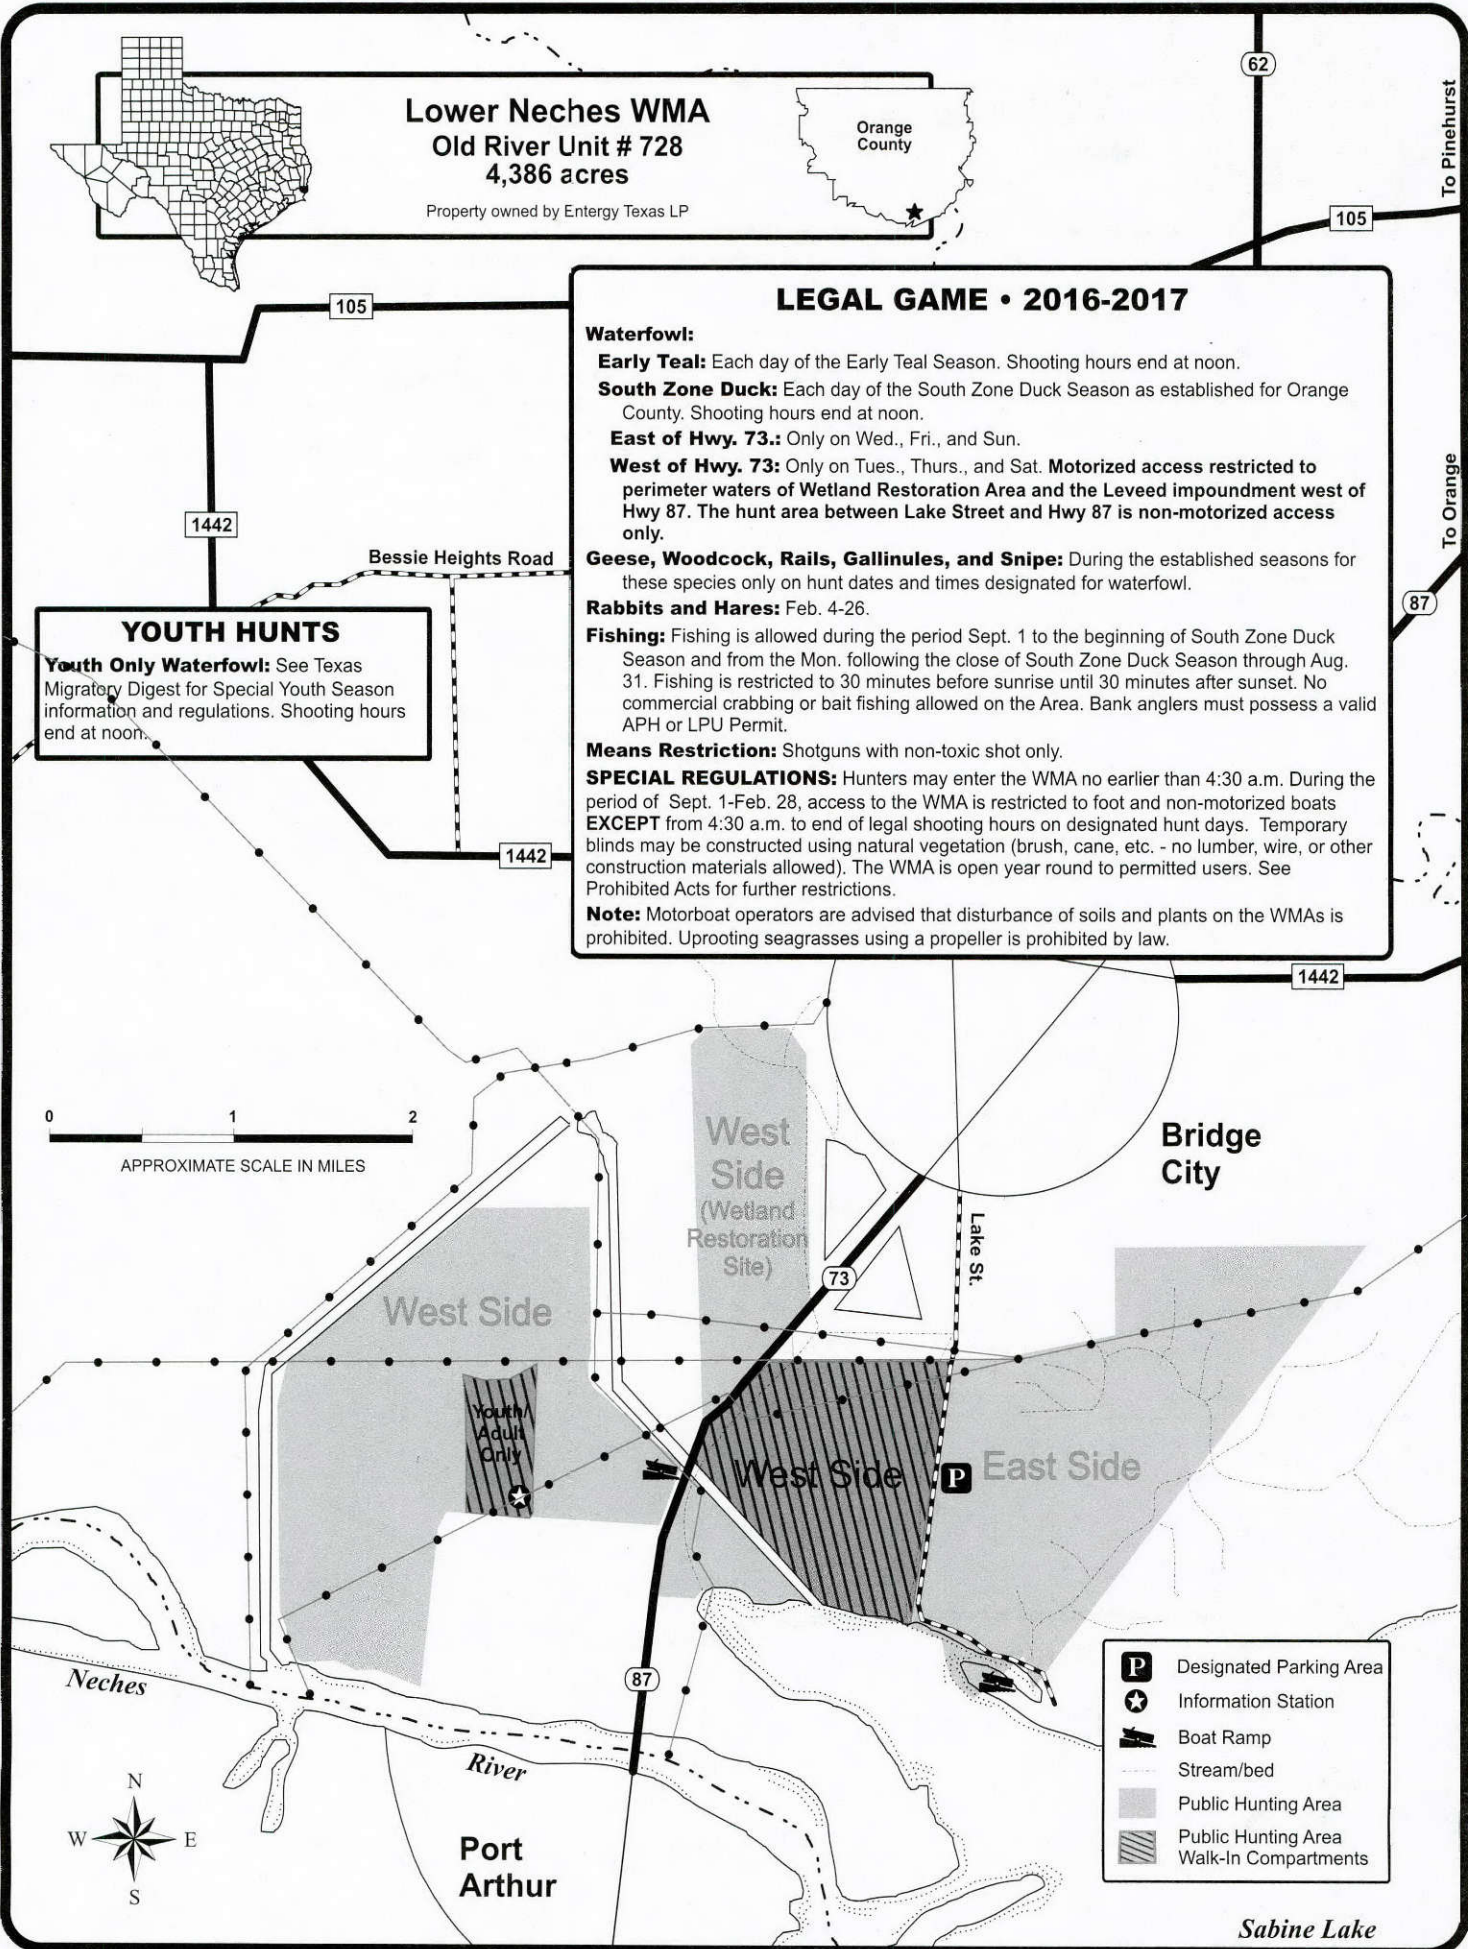 62
To Pinehurst
Lower Neches WMA
Old River Unit # 728
4,386 acres
Property owned by Entergy Texas LP
Orange
County
105
105
LEGAL GAME • 2016-2017
Waterfowl:
Early Teal: Each day of the Early Teal Season. Shooting hours end at noon.
South Zone Duck: Each day of the South Zone Duck Season as established for Orange
County. Shooting hours end at noon.
East of Hwy. 73.: Only on Wed., Fri., and Sun.
West of Hwy. 73: Only on Tues., Thurs., and Sat. Motorized access restricted to
perimeter waters of Wetland Restoration Area and the Leveed impoundment west of
Hwy 87. The hunt area between Lake Street and Hwy 87 is non-motorized access
only.
Geese, Woodcock, Rails, Gallinules, and Snipe: During the established seasons for
these species only on hunt dates and times designated for waterfowl.
Rabbits and Hares: Feb. 4-26.
Fishing: Fishing is allowed during the period Sept. 1 to the beginning of South Zone Duck
Season and from the Mon. following the close of South Zone Duck Season through Aug.
31. Fishing is restricted to 30 minutes before sunrise until 30 minutes after sunset. No
commercial crabbing or bait fishing allowed on the Area. Bank anglers must possess a valid
APH or LPU Permit.
Means Restriction: Shotguns with non-toxic shot only.
SPECIAL REGULATIONS: Hunters may enter the WMA no earlier than 4:30 a.m. During the
period of Sept. 1-Feb. 28, access to the WMA is restricted to foot and non-motorized boats
EXCEPT from 4:30 a.m. to end of legal shooting hours on designated hunt days. Temporary
blinds may be constructed using natural vegetation (brush, cane, etc. - no lumber, wire, or other
construction materials allowed). The WMA is open year round to permitted users. See
Prohibited Acts for further restrictions.
Note: Motorboat operators are advised that disturbance of soils and plants on the WMAs is
prohibited. Uprooting seagrasses using a propeller is prohibited by law.
To Orange
87
1442
Bessie Heights Road
YOUTH HUNTS
Youth Only Waterfowl: See Texas
Migratory Digest for Special Youth Season
information and regulations. Shooting hours
end at noon.
1442
1442
0 1 2
APPROXIMATE SCALE IN MILES
West
Side
(Wetland
Restoration
Site)
Bridge
City
Lake St.
73
West Side
Youth/
Adult
Only
West Side
P
East Side
87
Neches
River
Port
Arthur
N
W E
S
P Designated Parking Area
Information Station
Boat Ramp
Stream/bed
Public Hunting Area
Public Hunting Area
Walk-In Compartments
Sabine Lake